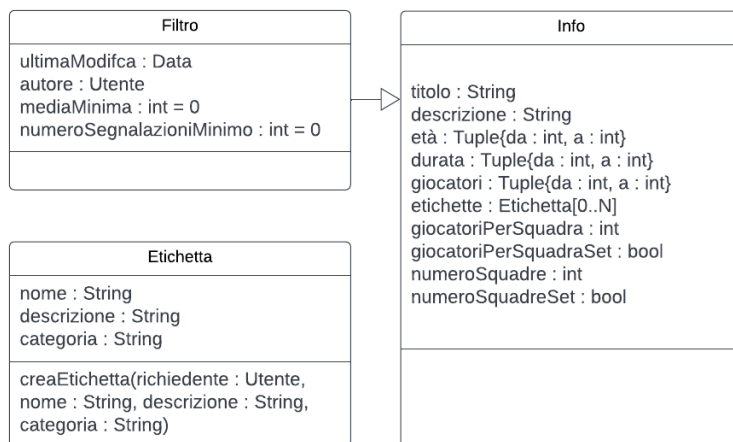 Filtro
ultimaModifca : Data
autore : Utente
mediaMinima : int = 0
numeroSegnalazioniMinimo : int = 0
Info
titolo : String
descrizione : String
età : Tuple{da : int, a : int}
durata : Tuple{da : int, a : int}
giocatori : Tuple{da : int, a : int}
etichette : Etichetta[0..N]
giocatoriPerSquadra : int
giocatoriPerSquadraSet : bool
numeroSquadre : int
numeroSquadreSet : bool
Etichetta
nome : String
descrizione : String
categoria : String
creaEtichetta(richiedente : Utente,
nome : String, descrizione : String,
categoria : String)